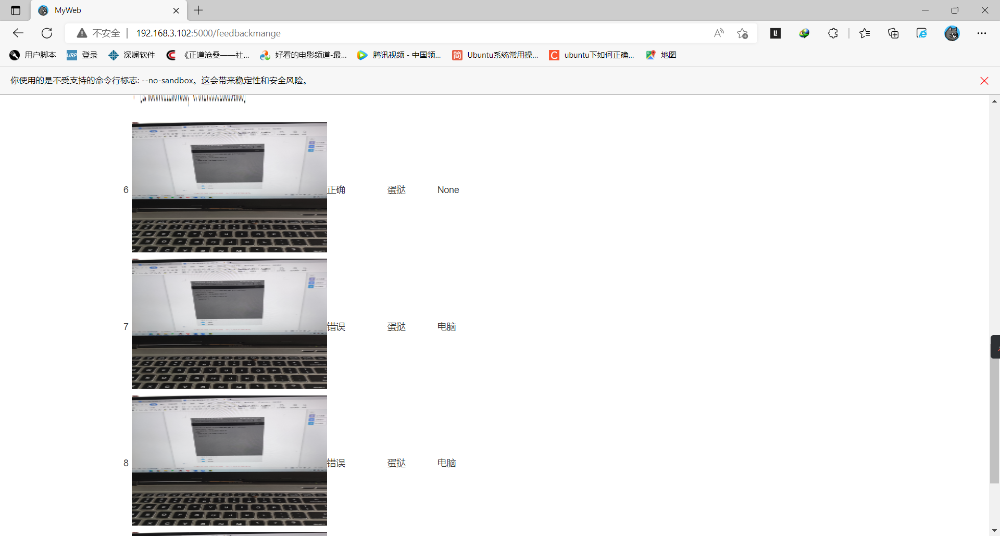 MyWeb
不安全 192.168.3.102:5000/feedbackmange
用户脚本 URP 登录 深澜软件 《正道沧桑——社... 好看的电影频道-最... 腾讯视频 - 中国领... 简 Ubuntu系统常用操... C ubuntu下如何正确... 地图
你使用的是不受支持的命令行标志: --no-sandbox。这会带来稳定性和安全风险。
6 正确 蛋挞 None
7 错误 蛋挞 电脑
8 错误 蛋挞 电脑